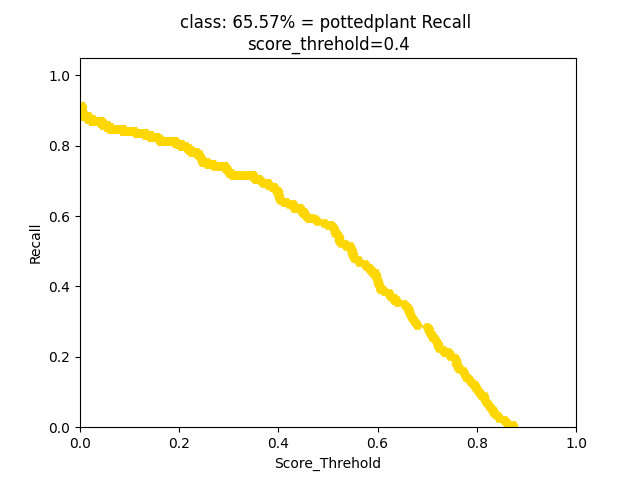 class: 65.57% = pottedplant Recall
score_threhold=0.4
1.0
0.8
0.6
0.4
0.2
0.0
Recall
0.0 0.2 0.4 0.6 0.8 1.0
Score_Threhold